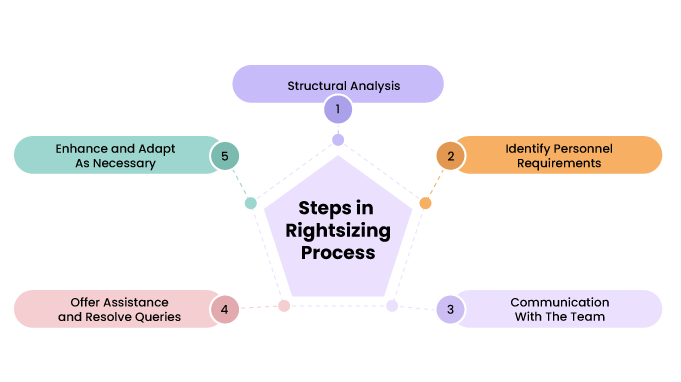 Structural Analysis
1
Enhance and Adapt
As Necessary
5
2
Identify Personnel
Requirements
Steps in
Rightsizing
Process
Offer Assistance
and Resolve Queries
4
3
Communication
With The Team